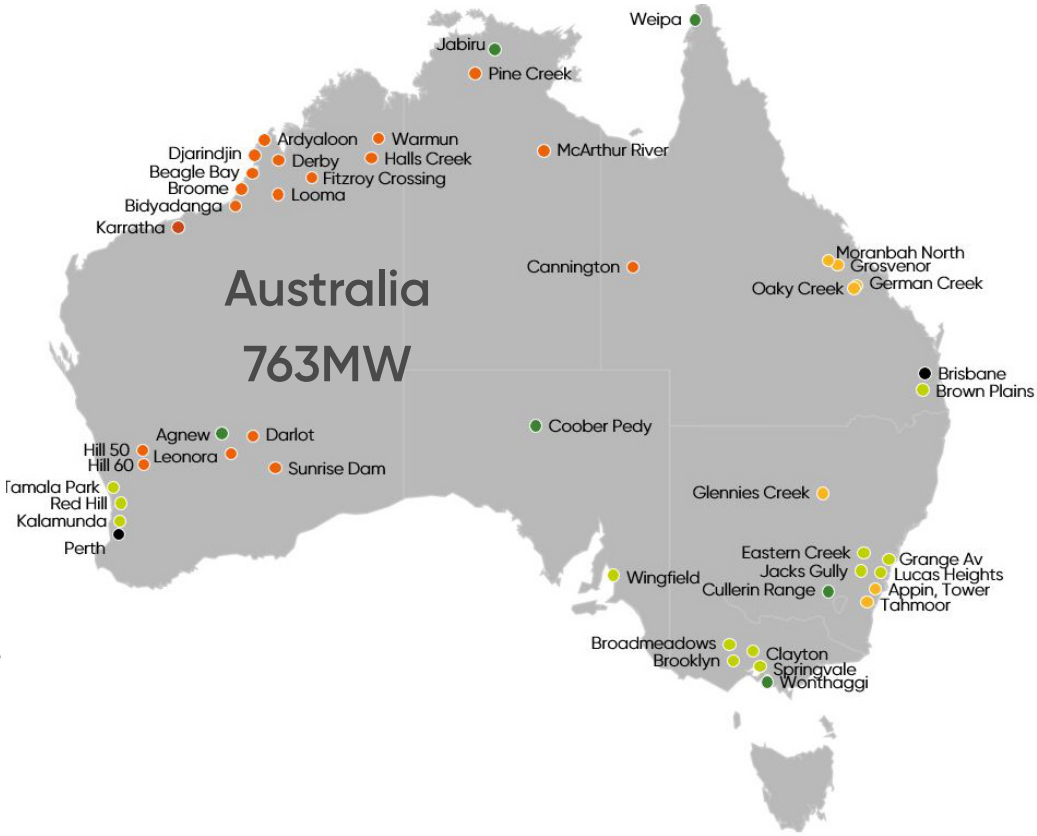 Weipa
Jabiru
Pine Creek
Ardyaloon
Warmun
Djarindjin
Derby
Halls Creek
McArthur River
Beagle Bay
Fitzroy Crossing
Broome
Looma
Bidyadanga
Karratha
Moranbah North
Cannington
Grosvenor
Oaky Creek
German Creek
Australia
763MW
Brisbane
Brown Plains
Coober Pedy
Agnew
Darlot
Hill 50
Leonora
Hill 60
Sunrise Dam
Tamala Park
Glennies Creek
Red Hill
Kalamunda
Perth
Eastern Creek
Grange Av
Jacks Gully
Lucas Heights
Wingfield
Cullerin Range
Appin, Tower
Tahmoor
Broadmeadows
Clayton
Brooklyn
Springvale
Wonthaggi